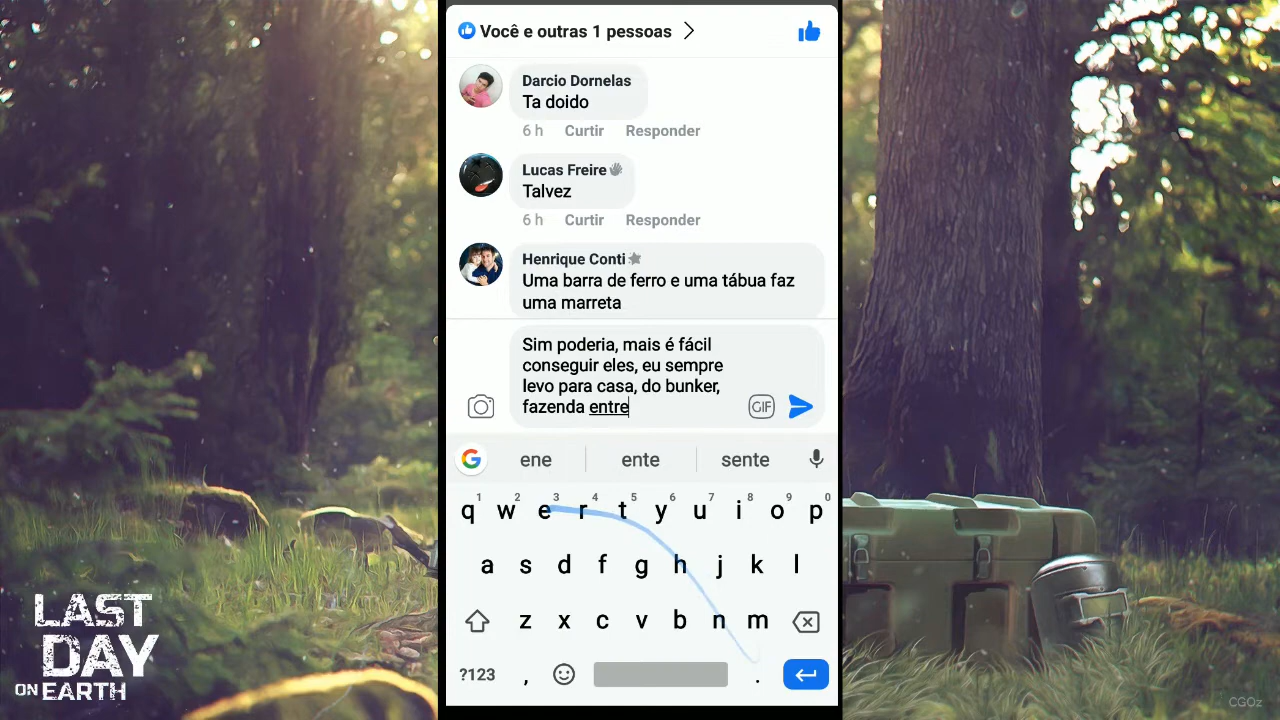 Você e outras 1 pessoas
Darcio Dornelas
Ta doido
6 h Curtir Responder
Lucas Freire
Talvez
6 h Curtir Responder
Henrique Conti
Uma barra de ferro e uma tábua faz
uma marreta
Sim poderia, mais é fácil
conseguir eles, eu sempre
levo para casa, do bunker,
fazenda entre
GIF
G ene ente sente
1 2 3 4 5 6 7 8 9 0
q w e r t y u i o p
a s d f g h j k l
z x c v b n m
?123 , .
LAST
DAY
ON EARTH
CGOz